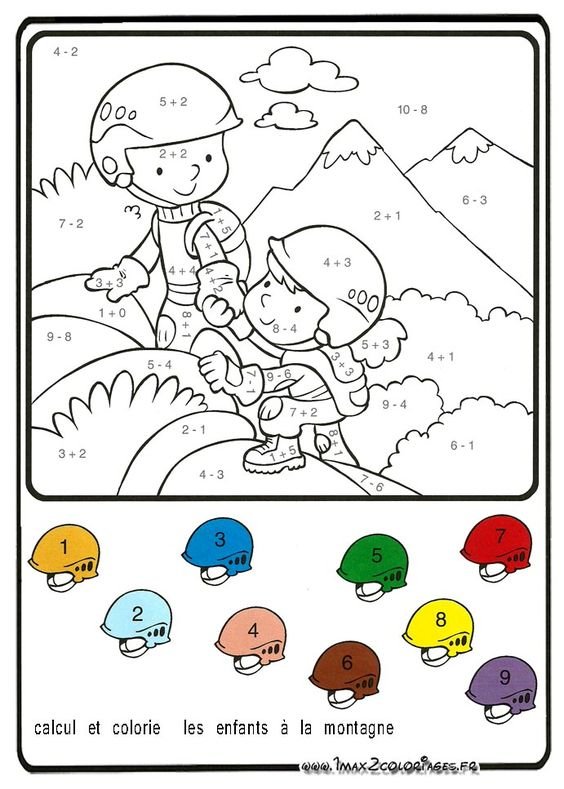 4 - 2
5 + 2
10 - 8
2 + 2
6 - 3
7 - 2
1 + 5
2 + 1
7 + 1
4 + 4
4 + 2
4 + 3
3 + 3
1 + 0
8 + 1
8 - 4
9 - 8
5 + 3
5 - 4
3 + 3
4 + 1
7 - 1
9 - 6
9 - 4
7 + 2
2 - 1
8 + 1
6 - 1
3 + 2
1 + 5
4 - 3
7 - 6
1
3
5
7
2
4
8
6
9
calcul et colorie les enfants à la montagne
www.1max2coloriages.fr